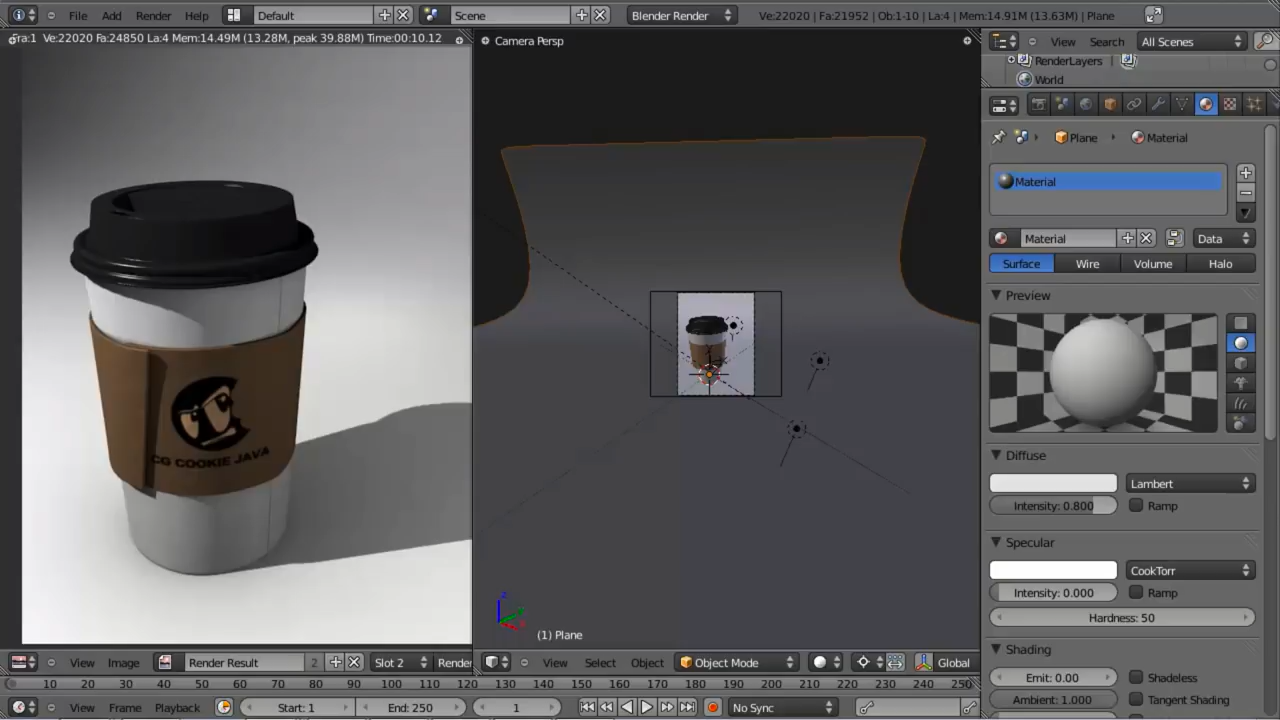 File Add Render Help Default Scene Blender Render Ve:22020 | Fa:21952 | Ob:1-10 | La:4 | Mem:14.91M (13.63M) | Plane
Fra:1 Ve:22020 Fa:24850 La:4 Mem:14.49M (13.28M, peak 39.88M) Time:00:10.12
Camera Persp
View Search All Scenes
RenderLayers
World
Plane Material
Material
Material Data
Surface Wire Volume Halo
Preview
CG COOKIE JAVA
Diffuse
Lambert
Intensity: 0.800 Ramp
Specular
CookTorr
Intensity: 0.000 Ramp
Hardness: 50
z
(1) Plane
Shading
Emit: 0.00 Shadeless
Ambient: 1.000 Tangent Shading
View Image Render Result 2 Slot 2 Render
View Select Object Object Mode Global
10 20 30 40 50 60 70 80 90 100 110 120 130 140 150 160 170 180 190 200 210 220 230 240 250
View Frame Playback Start: 1 End: 250 1 No Sync